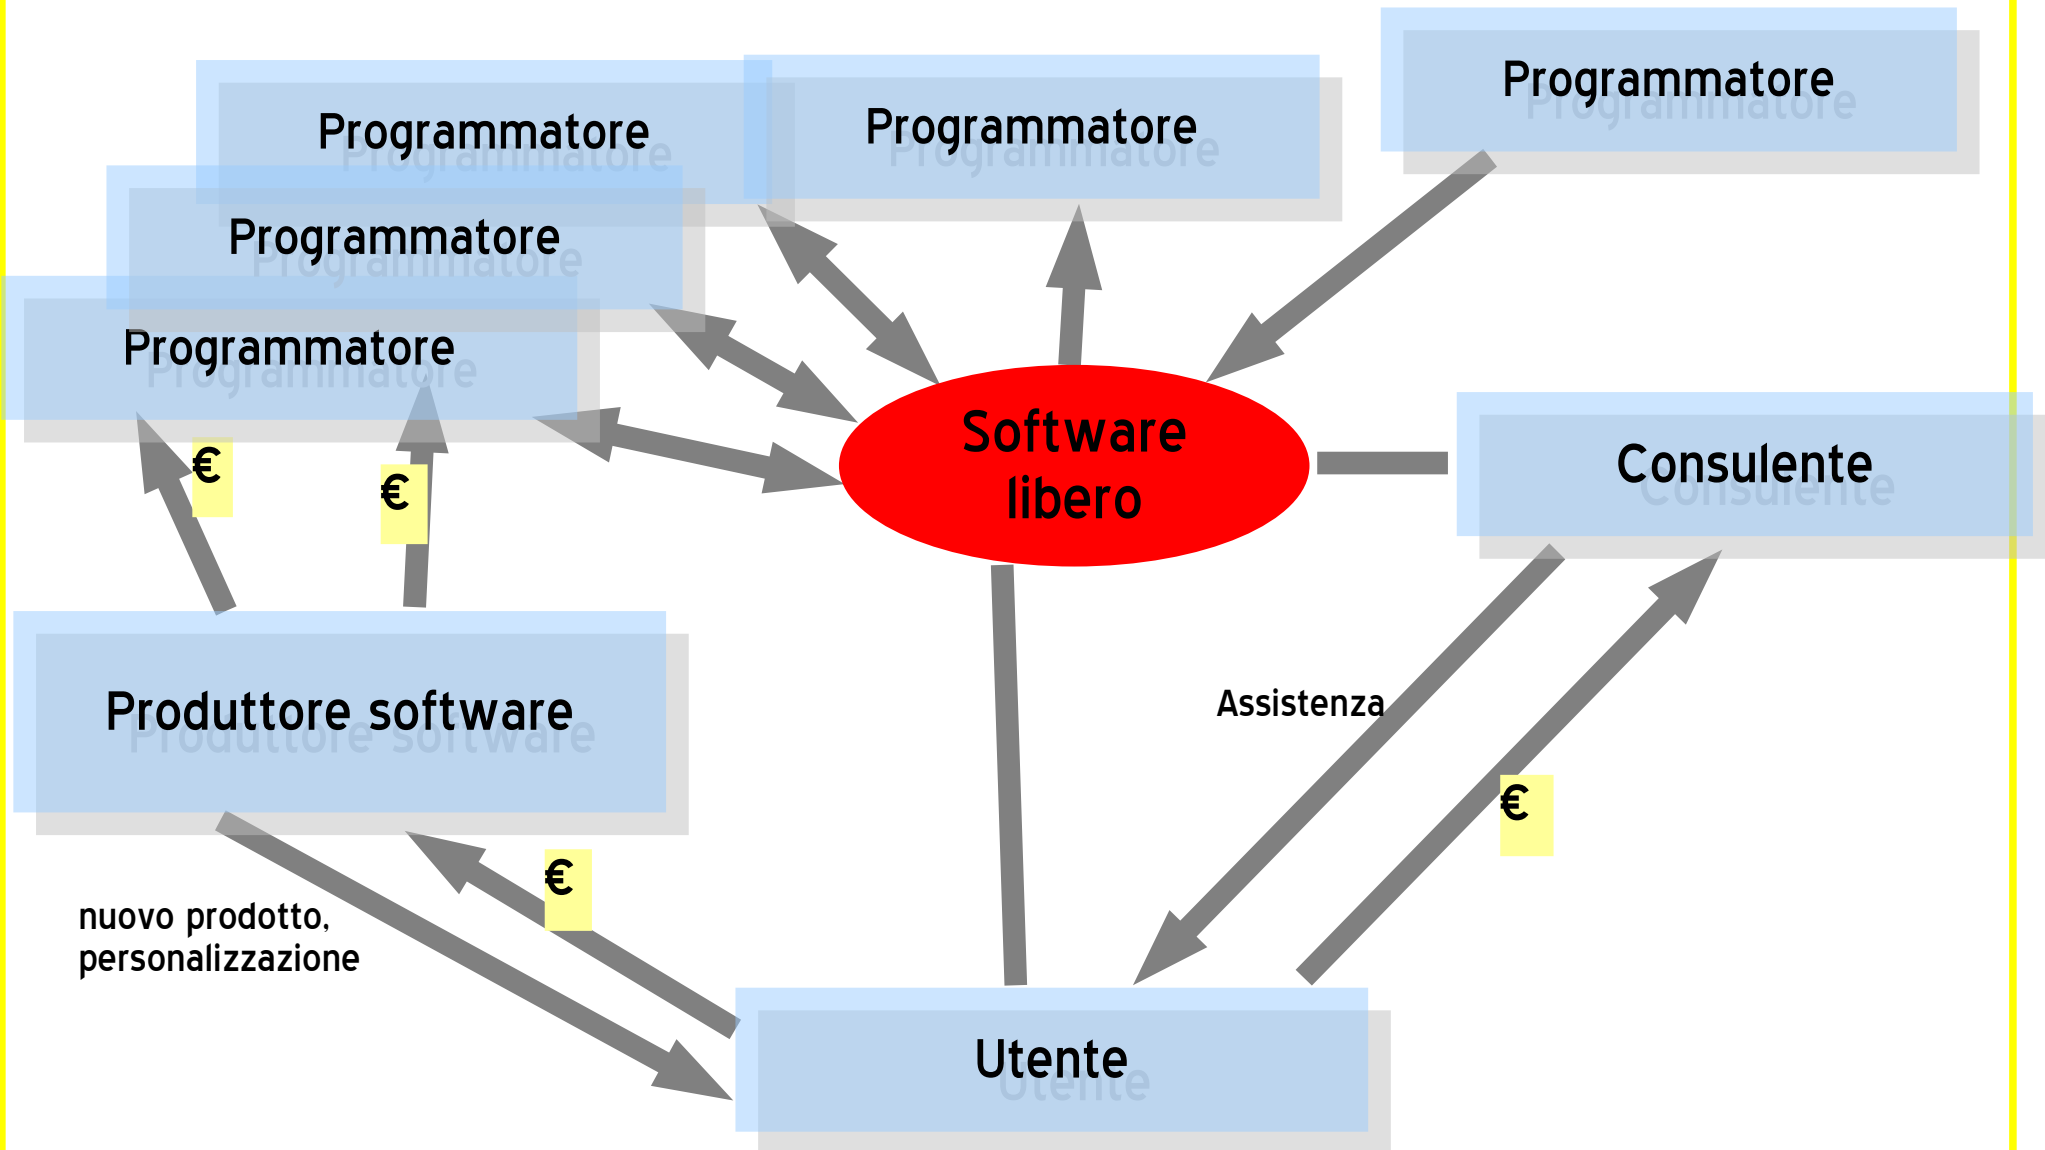 Programmatore
Programmatore
Programmatore
Programmatore
Programmatore
Software
libero
Consulente
€
€
Produttore software
Assistenza
€
€
nuovo prodotto,
personalizzazione
Utente